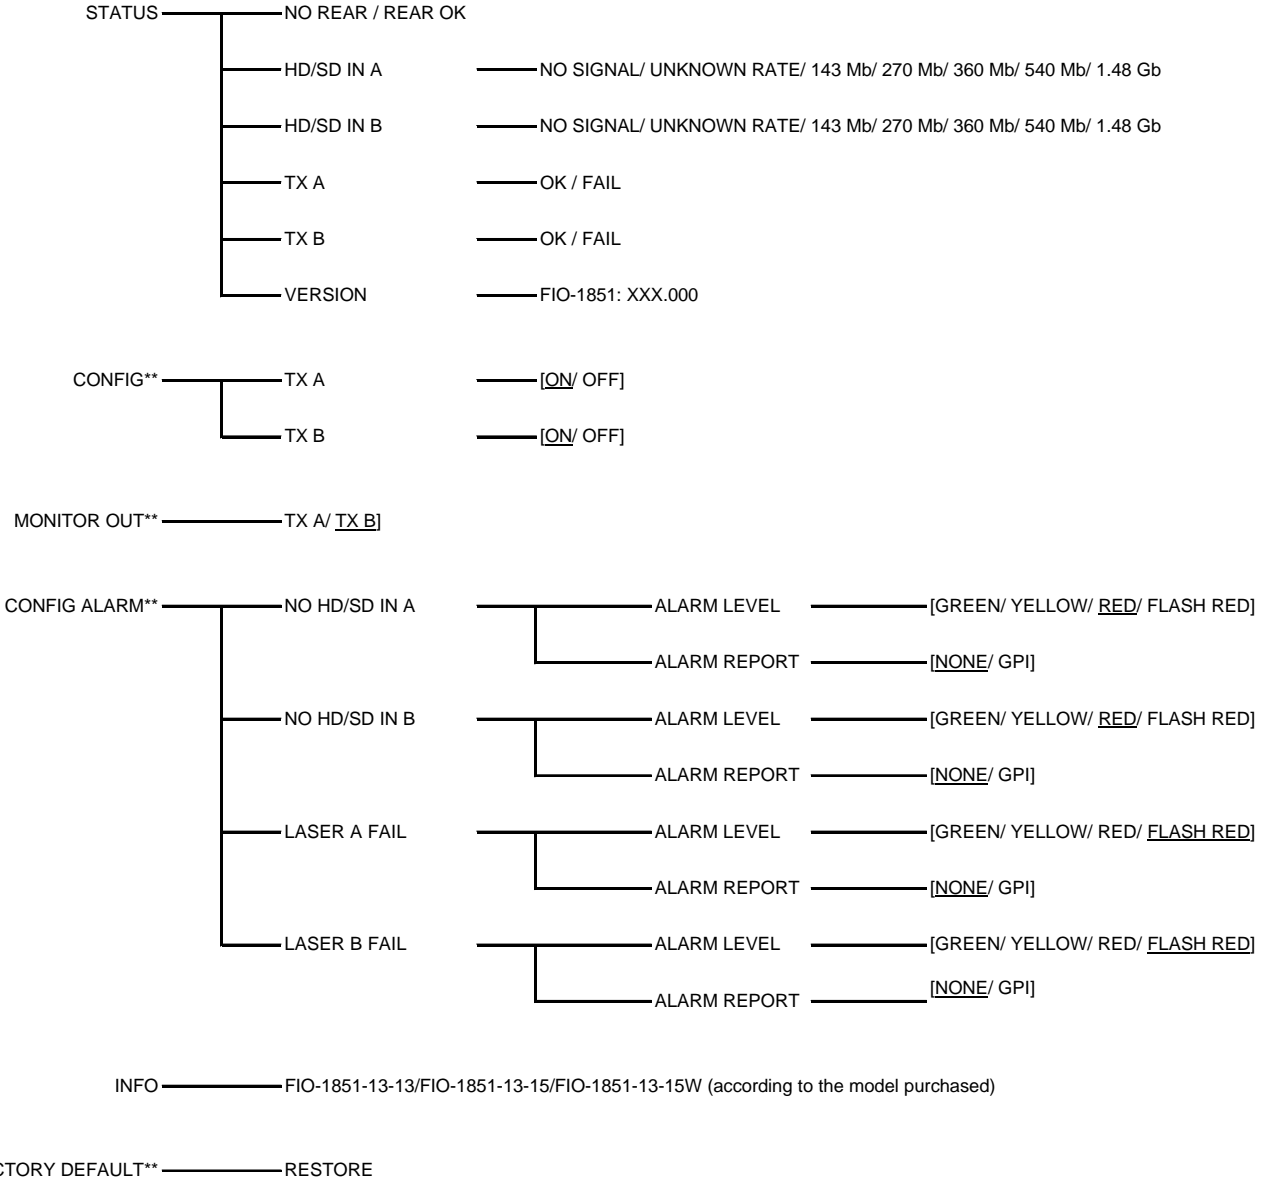 STATUS NO REAR / REAR OK
HD/SD IN A NO SIGNAL/ UNKNOWN RATE/ 143 Mb/ 270 Mb/ 360 Mb/ 540 Mb/ 1.48 Gb
HD/SD IN B NO SIGNAL/ UNKNOWN RATE/ 143 Mb/ 270 Mb/ 360 Mb/ 540 Mb/ 1.48 Gb
TX A OK / FAIL
TX B OK / FAIL
VERSION FIO-1851: XXX.000
CONFIG** TX A [ON/ OFF]
TX B [ON/ OFF]
MONITOR OUT** TX A/ TX B]
CONFIG ALARM** NO HD/SD IN A ALARM LEVEL [GREEN/ YELLOW/ RED/ FLASH RED]
ALARM REPORT [NONE/ GPI]
NO HD/SD IN B ALARM LEVEL [GREEN/ YELLOW/ RED/ FLASH RED]
ALARM REPORT [NONE/ GPI]
LASER A FAIL ALARM LEVEL [GREEN/ YELLOW/ RED/ FLASH RED]
ALARM REPORT [NONE/ GPI]
LASER B FAIL ALARM LEVEL [GREEN/ YELLOW/ RED/ FLASH RED]
ALARM REPORT [NONE/ GPI]
INFO FIO-1851-13-13/FIO-1851-13-15/FIO-1851-13-15W (according to the model purchased)
CTORY DEFAULT** RESTORE